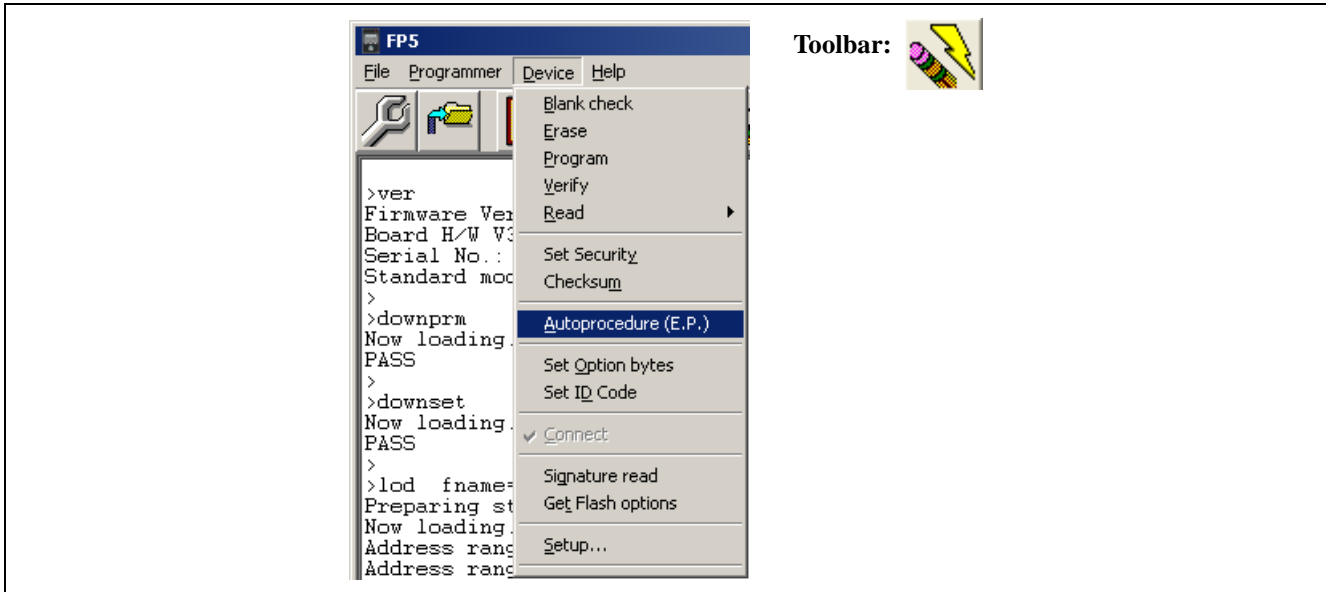 FP5
Toolbar:
File Programmer Device Help
Blank check
Erase
Program
Verify
Read
Set Security
Checksum
Autoprocedure (E.P.)
Set Option bytes
Set ID Code
Connect
Signature read
Get Flash options
Setup...
>ver
Firmware Ver
Board H/W V3
Serial No.:
Standard mod
>
>downprm
Now loading.
PASS
>
>downset
Now loading.
PASS
>
>lod fname=
Preparing st
Now loading.
Address rang
Address rang